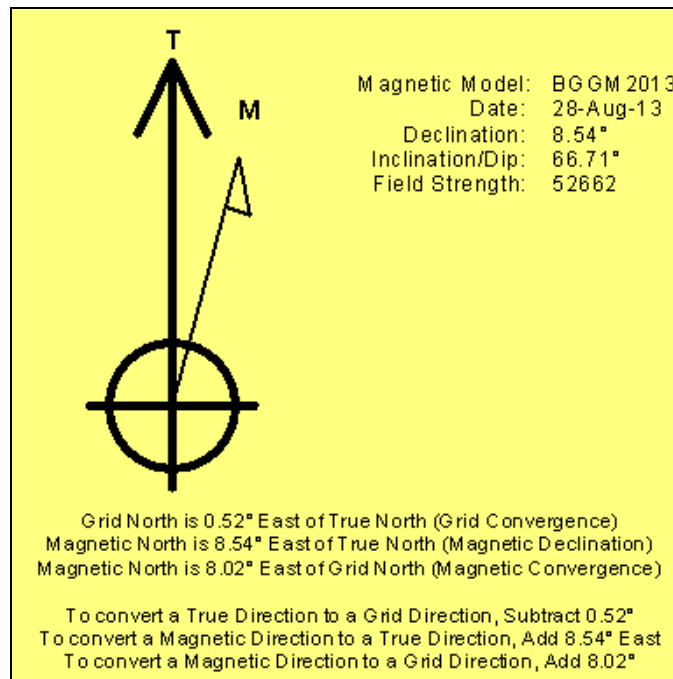 T
M
Magnetic Model: BGGM 2013
Date: 28-Aug-13
Declination: 8.54°
Inclination/Dip: 66.71°
Field Strength: 52662
Grid North is 0.52° East of True North (Grid Convergence)
Magnetic North is 8.54° East of True North (Magnetic Declination)
Magnetic North is 8.02° East of Grid North (Magnetic Convergence)
To convert a True Direction to a Grid Direction, Subtract 0.52°
To convert a Magnetic Direction to a True Direction, Add 8.54° East
To convert a Magnetic Direction to a Grid Direction, Add 8.02°